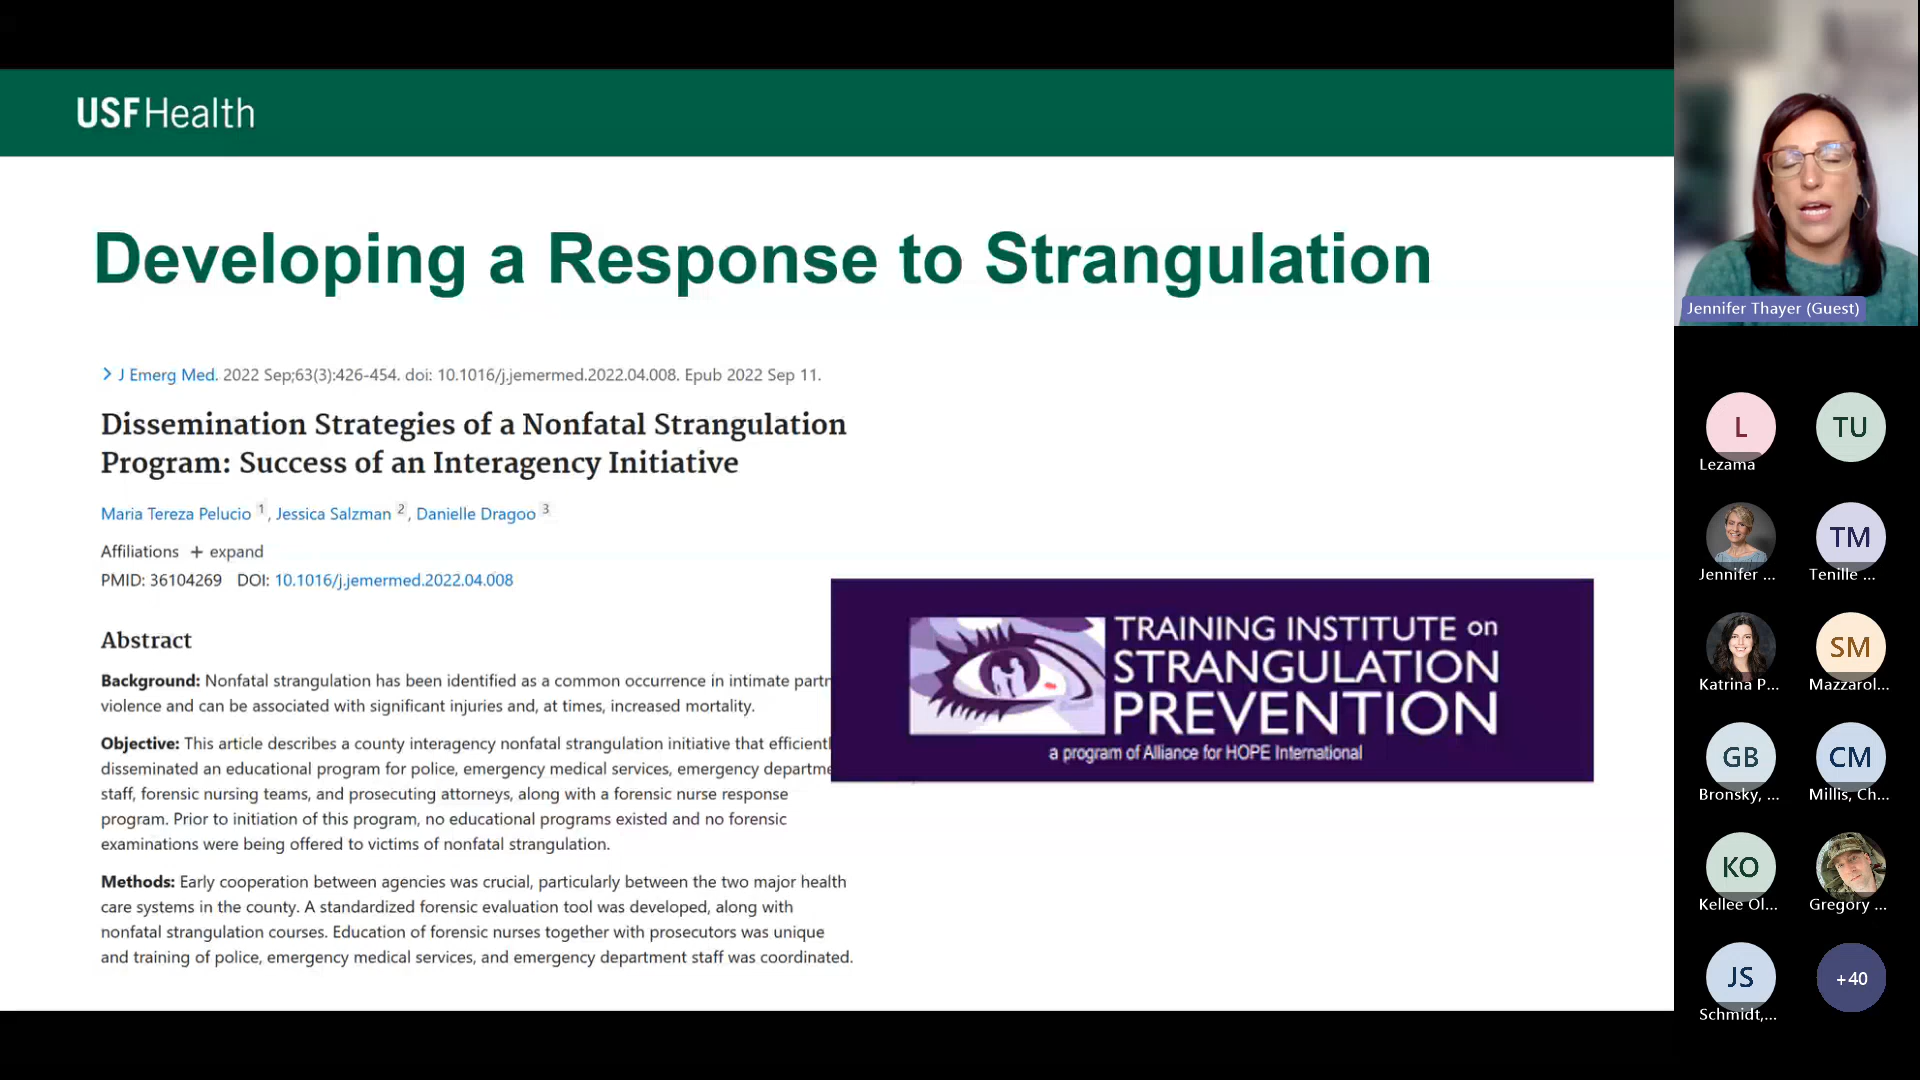 USF Health
Developing a Response to Strangulation
J Emerg Med. 2022 Sep;63(3):426-454. doi: 10.1016/j.jemermed.2022.04.008. Epub 2022 Sep 11.
Dissemination Strategies of a Nonfatal Strangulation
Program: Success of an Interagency Initiative
Maria Tereza Pelucio 1, Jessica Salzman 2, Danielle Dragoo 3
Affiliations + expand
PMID: 36104269 DOI: 10.1016/j.jemermed.2022.04.008
Abstract
Background: Nonfatal strangulation has been identified as a common occurrence in intimate partn
violence and can be associated with significant injuries and, at times, increased mortality.
Objective: This article describes a county interagency nonfatal strangulation initiative that efficientl
disseminated an educational program for police, emergency medical services, emergency departme
staff, forensic nursing teams, and prosecuting attorneys, along with a forensic nurse response
program. Prior to initiation of this program, no educational programs existed and no forensic
examinations were being offered to victims of nonfatal strangulation.
Methods: Early cooperation between agencies was crucial, particularly between the two major health
care systems in the county. A standardized forensic evaluation tool was developed, along with
nonfatal strangulation courses. Education of forensic nurses together with prosecutors was unique
and training of police, emergency medical services, and emergency department staff was coordinated.
TRAINING INSTITUTE on
STRANGULATION
PREVENTION
a program of Alliance for HOPE International
Jennifer Thayer (Guest)
L
Lezama
TU
Jennifer ...
TM
Tenille ...
Katrina P...
SM
Mazzarol...
GB
Bronsky, ...
CM
Millis, Ch...
KO
Kellee Ol...
Gregory ...
JS
Schmidt,...
+40